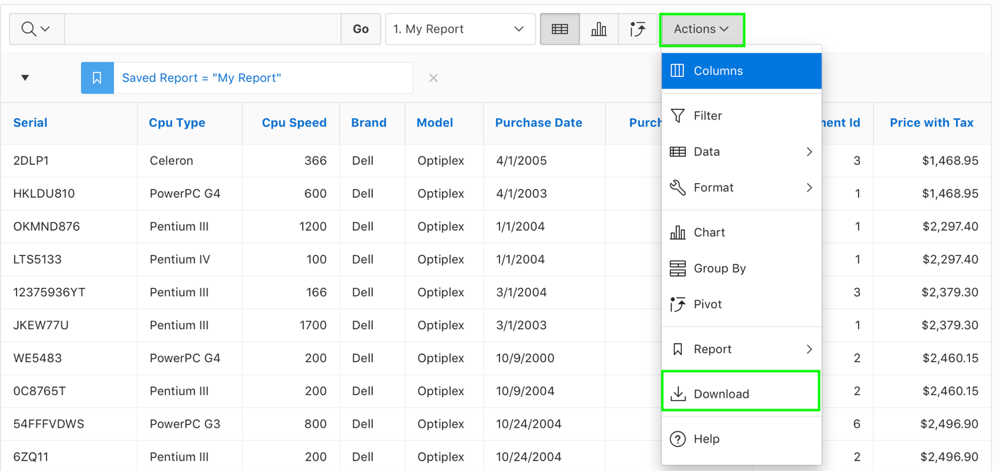 Go 1. My Report Actions
Saved Report = "My Report"
Columns
Serial Cpu Type Cpu Speed Brand Model Purchase Date Price with Tax
Filter
2DLP1 Celeron 366 Dell Optiplex 4/1/2005 3 $1,468.95
Data
HKLDU810 PowerPC G4 600 Dell Optiplex 4/1/2003 1 $1,468.95
Format
OKMND876 Pentium III 1200 Dell Optiplex 1/1/2004 1 $2,297.40
Chart
LTS5133 Pentium IV 100 Dell Optiplex 1/1/2004 1 $2,297.40
Group By
12375936YT Pentium III 166 Dell Optiplex 3/1/2004 3 $2,379.30
Pivot
JKEW77U Pentium III 1700 Dell Optiplex 3/1/2003 1 $2,379.30
Report
WE5483 PowerPC G4 200 Dell Optiplex 10/9/2000 2 $2,460.15
0C8765T Pentium III 200 Dell Optiplex 10/9/2004 2 $2,460.15
Download
54FFFVDWS PowerPC G3 800 Dell Optiplex 10/24/2004 6 $2,496.90
Help
6ZQ11 Pentium III 200 Dell Optiplex 10/24/2004 2 $2,496.90